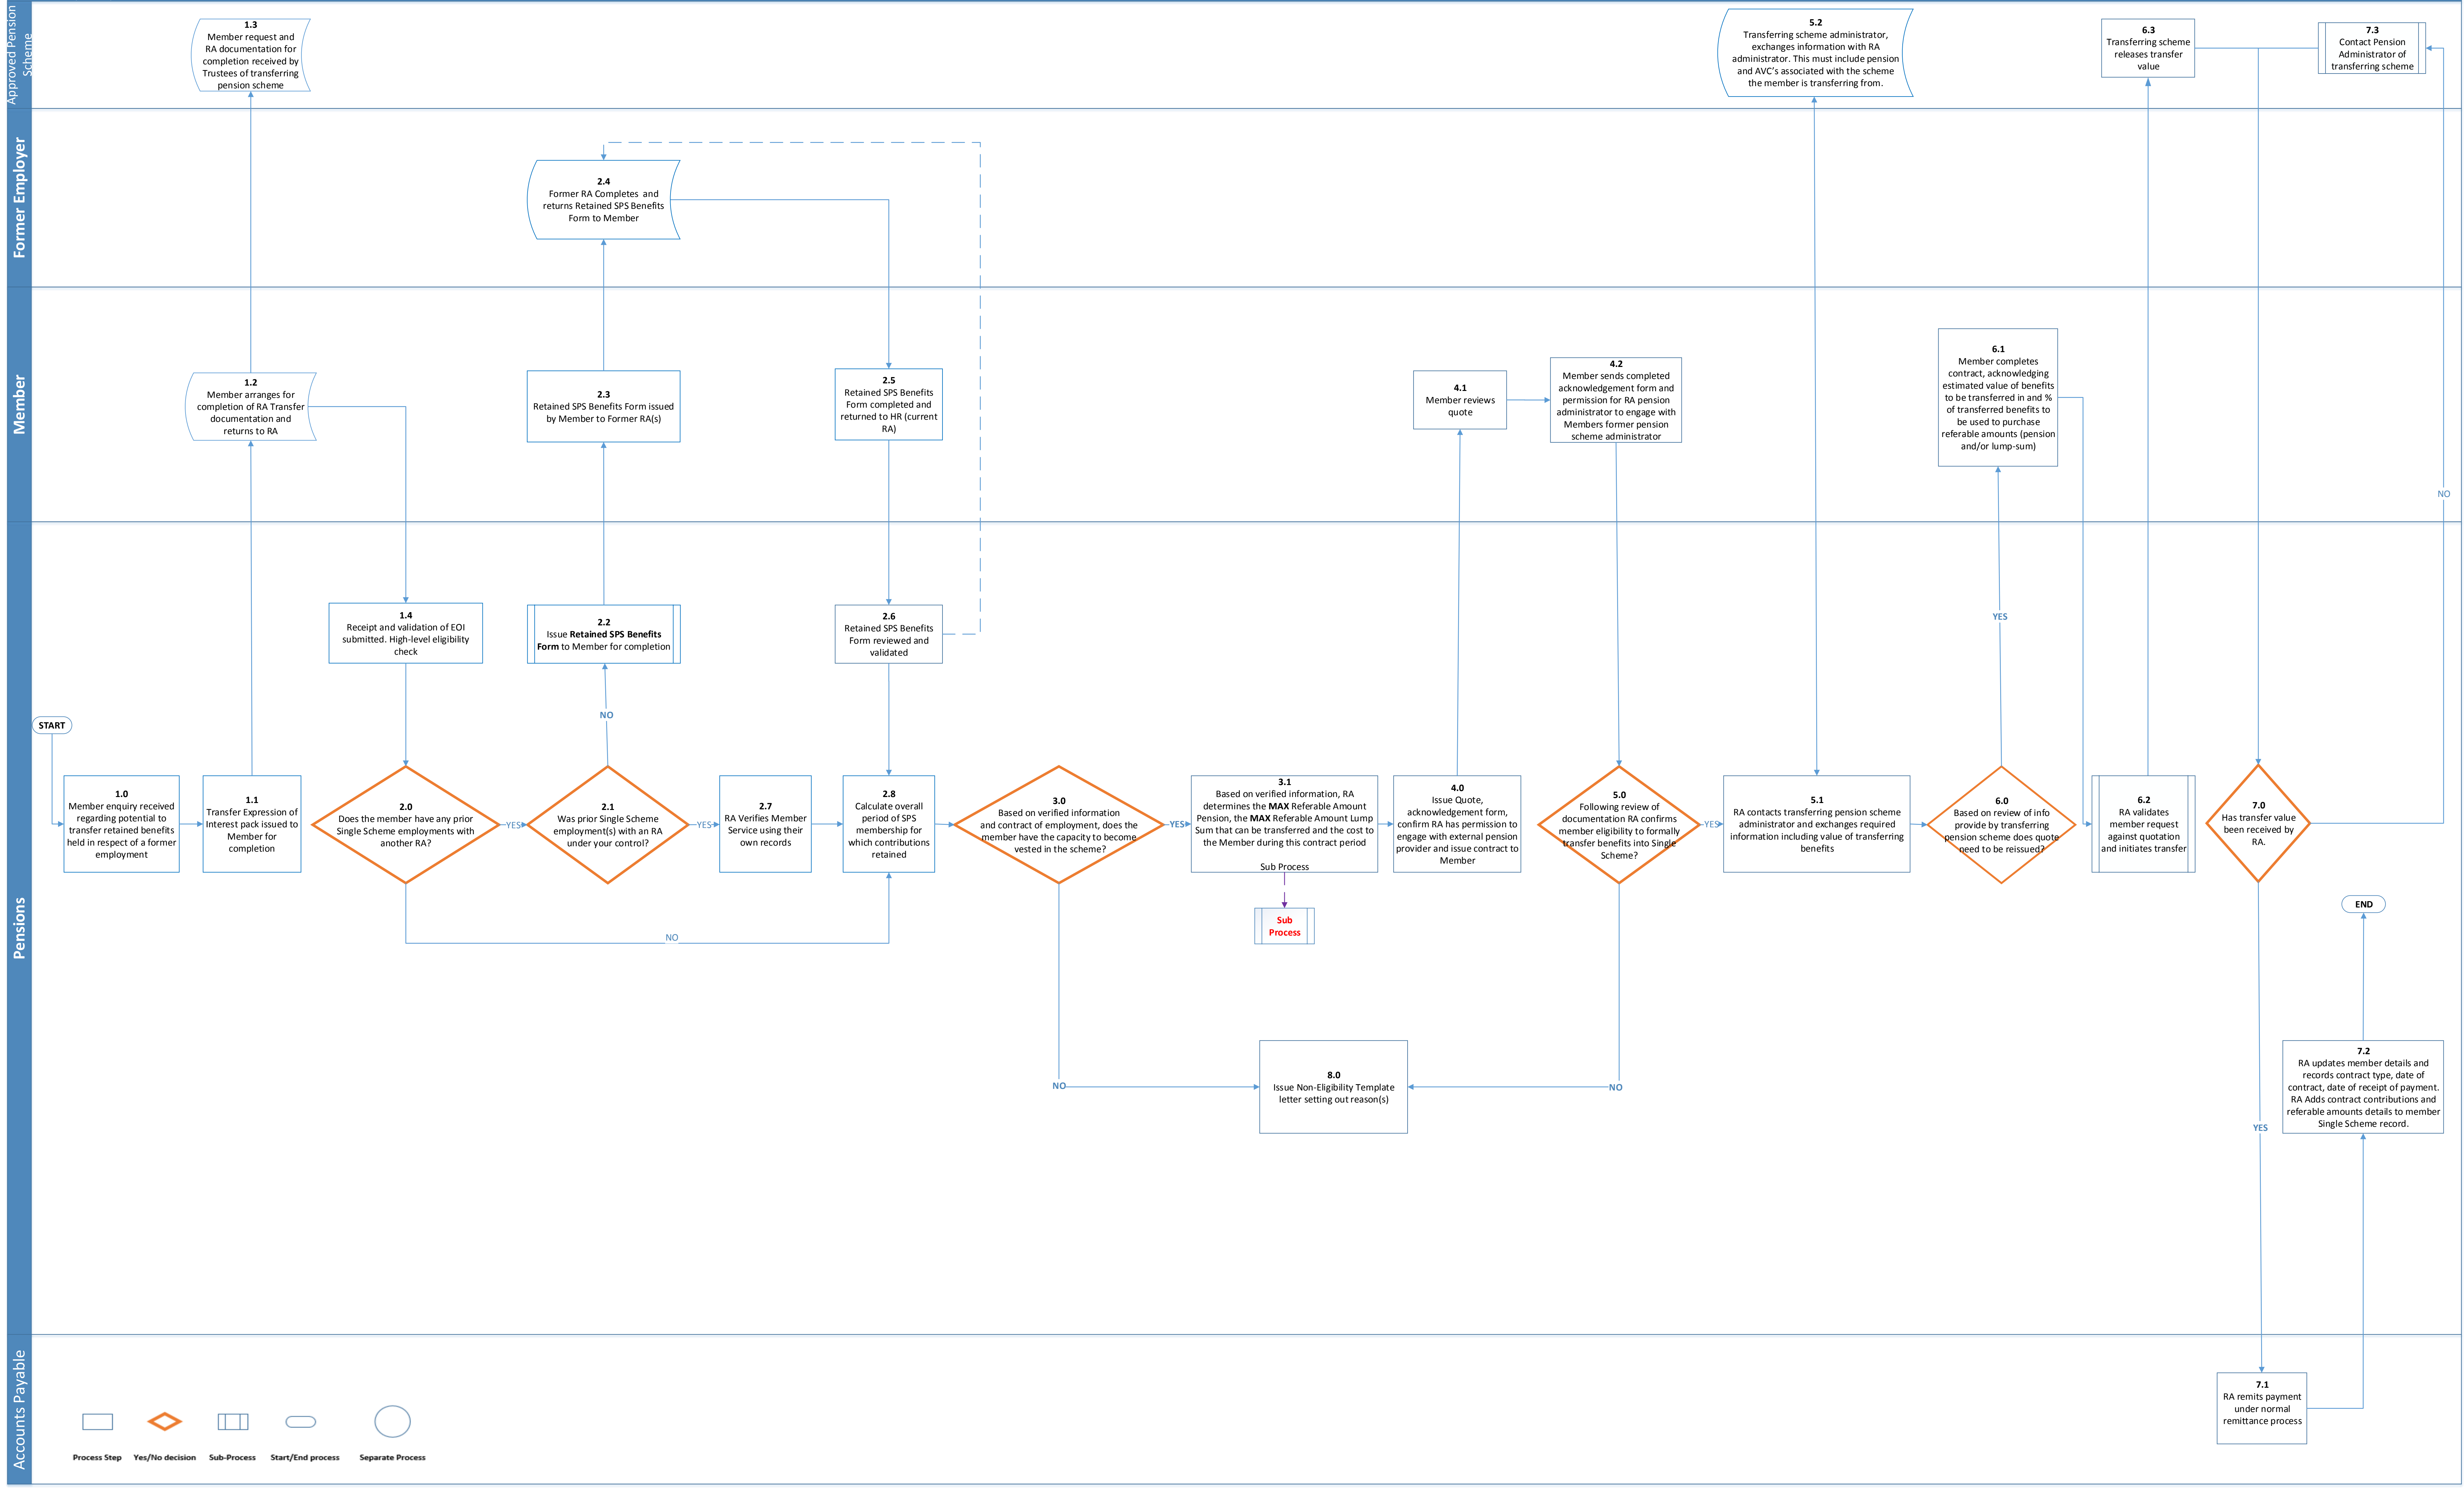 Approved Pension
Scheme
1.3
Member request and
RA documentation for
completion received by
Trustees of transferring
pension scheme
5.2
Transferring scheme administrator,
exchanges information with RA
administrator. This must include pension
and AVC's associated with the scheme
the member is transferring from.
6.3
Transferring scheme
releases transfer
value
7.3
Contact Pension
Administrator of
transferring scheme
Former Employer
2.4
Former RA Completes and
returns Retained SPS Benefits
Form to Member
Member
1.2
Member arranges for
completion of RA Transfer
documentation and
returns to RA
2.3
Retained SPS Benefits Form issued
by Member to Former RA(s)
2.5
Retained SPS Benefits
Form completed and
returned to HR (current
RA)
4.1
Member reviews
quote
4.2
Member sends completed
acknowledgement form and
permission for RA pension
administrator to engage with
Members former pension
scheme administrator
6.1
Member completes
contract, acknowledging
estimated value of benefits
to be transferred in and %
of transferred benefits to
be used to purchase
referable amounts (pension
and/or lump-sum)
NO
Pensions
START
1.0
Member enquiry received
regarding potential to
transfer retained benefits
held in respect of a former
employment
1.1
Transfer Expression of
Interest pack issued to
Member for
completion
1.4
Receipt and validation of EOI
submitted. High-level eligibility
check
2.0
Does the member have any prior
Single Scheme employments with
another RA?
YES
NO
2.1
Was prior Single Scheme
employment(s) with an RA
under your control?
NO
YES
2.2
Issue Retained SPS Benefits
Form to Member for completion
2.6
Retained SPS Benefits
Form reviewed and
validated
2.7
RA Verifies Member
Service using their
own records
2.8
Calculate overall
period of SPS
membership for
which contributions
retained
3.0
Based on verified information
and contract of employment, does the
member have the capacity to become
vested in the scheme?
YES
NO
3.1
Based on verified information, RA
determines the MAX Referable Amount
Pension, the MAX Referable Amount Lump
Sum that can be transferred and the cost to
the Member during this contract period
Sub Process
Sub
Process
4.0
Issue Quote,
acknowledgement form,
confirm RA has permission to
engage with external pension
provider and issue contract to
Member
5.0
Following review of
documentation RA confirms
member eligibility to formally
transfer benefits into Single
Scheme?
YES
NO
8.0
Issue Non-Eligibility Template
letter setting out reason(s)
5.1
RA contacts transferring pension scheme
administrator and exchanges required
information including value of transferring
benefits
6.0
Based on review of info
provide by transferring
pension scheme does quote
need to be reissued?
YES
6.2
RA validates
member request
against quotation
and initiates transfer
7.0
Has transfer value
been received by
RA.
YES
END
7.2
RA updates member details and
records contract type, date of
contract, date of receipt of payment.
RA Adds contract contributions and
referable amounts details to member
Single Scheme record.
Accounts Payable
7.1
RA remits payment
under normal
remittance process
Process Step
Yes/No decision
Sub-Process
Start/End process
Separate Process